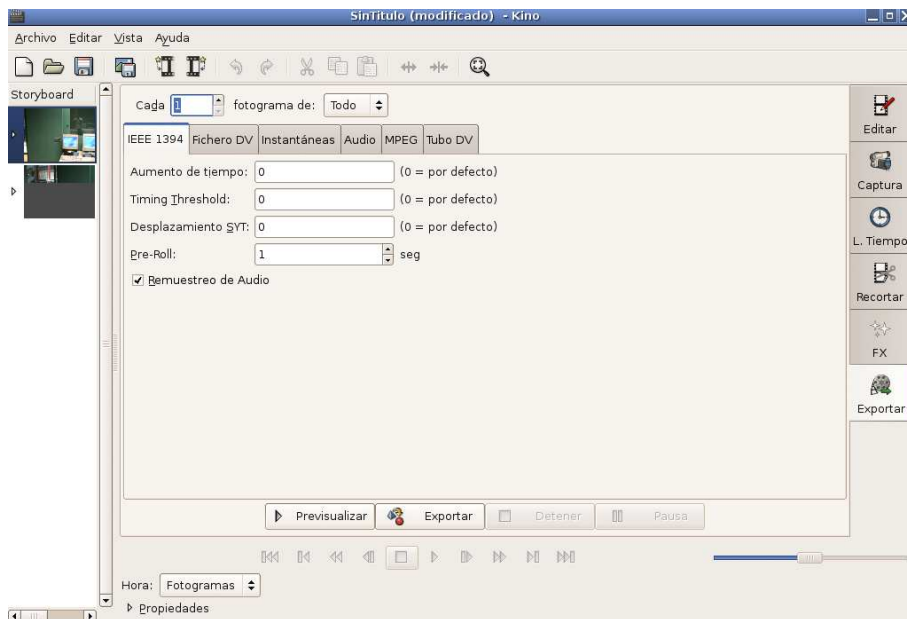 SinTitulo (modificado) - Kino
Archivo Editar Vista Ayuda
Storyboard
Cada 1 fotograma de: Todo
IEEE 1394 Fichero DV Instantáneas Audio MPEG Tubo DV
Aumento de tiempo: 0 (0 = por defecto)
Timing Threshold: 0 (0 = por defecto)
Desplazamiento SYT: 0 (0 = por defecto)
Pre-Roll: 1 seg
Remuestreo de Audio
Editar
Captura
L. Tiempo
Recortar
FX
Exportar
Previsualizar Exportar Detener Pausa
Hora: Fotogramas
Propiedades